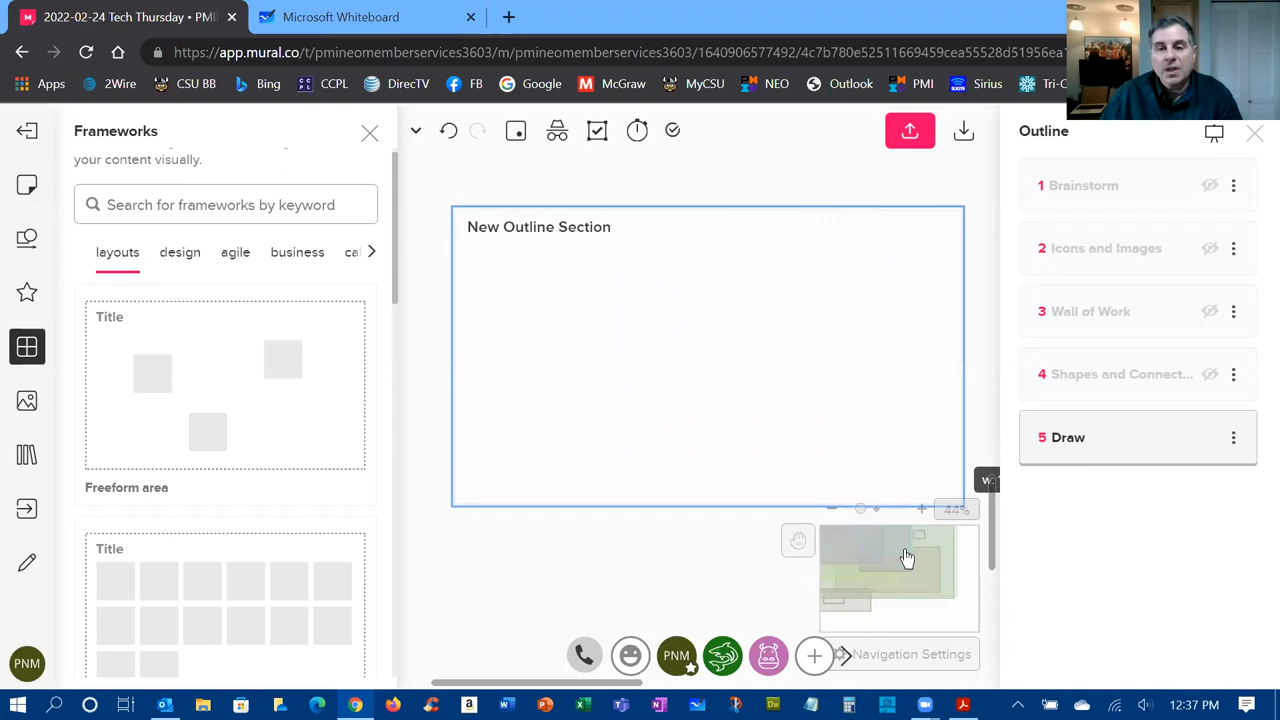 2022-02-24 Tech Thursday • PMI
Microsoft Whiteboard
https://app.mural.co/t/pmineomemberservices3603/m/pmineomemberservices3603/1640906577492/4c7b780e52511669459cea55528d51956ea1
Apps
2Wire
CSU BB
Bing
CCPL
DirecTV
FB
Google
McGraw
MyCSU
NEO
Outlook
PMI
Sirius
Tri-C
Frameworks
your content visually.
Search for frameworks by keyword
layouts design agile business cal
Title
Freeform area
Title
New Outline Section
44%
Navigation Settings
PNM
PNM
Outline
1 Brainstorm
2 Icons and Images
3 Wall of Work
4 Shapes and Connect...
5 Draw
12:37 PM